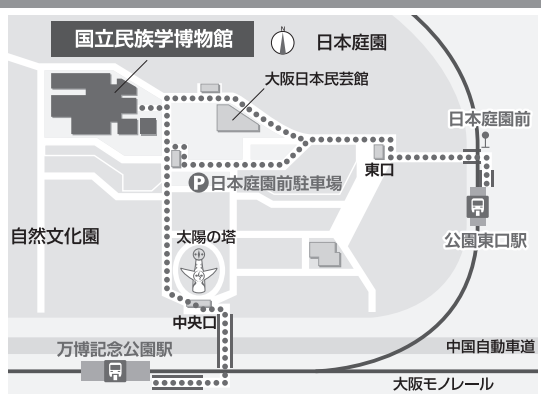 国立民族学博物館
N
日本庭園
大阪日本民芸館
日本庭園前
東口
P日本庭園前駐車場
自然文化園
太陽の塔
公園東口駅
中央口
万博記念公園駅
中国自動車道
大阪モノレール